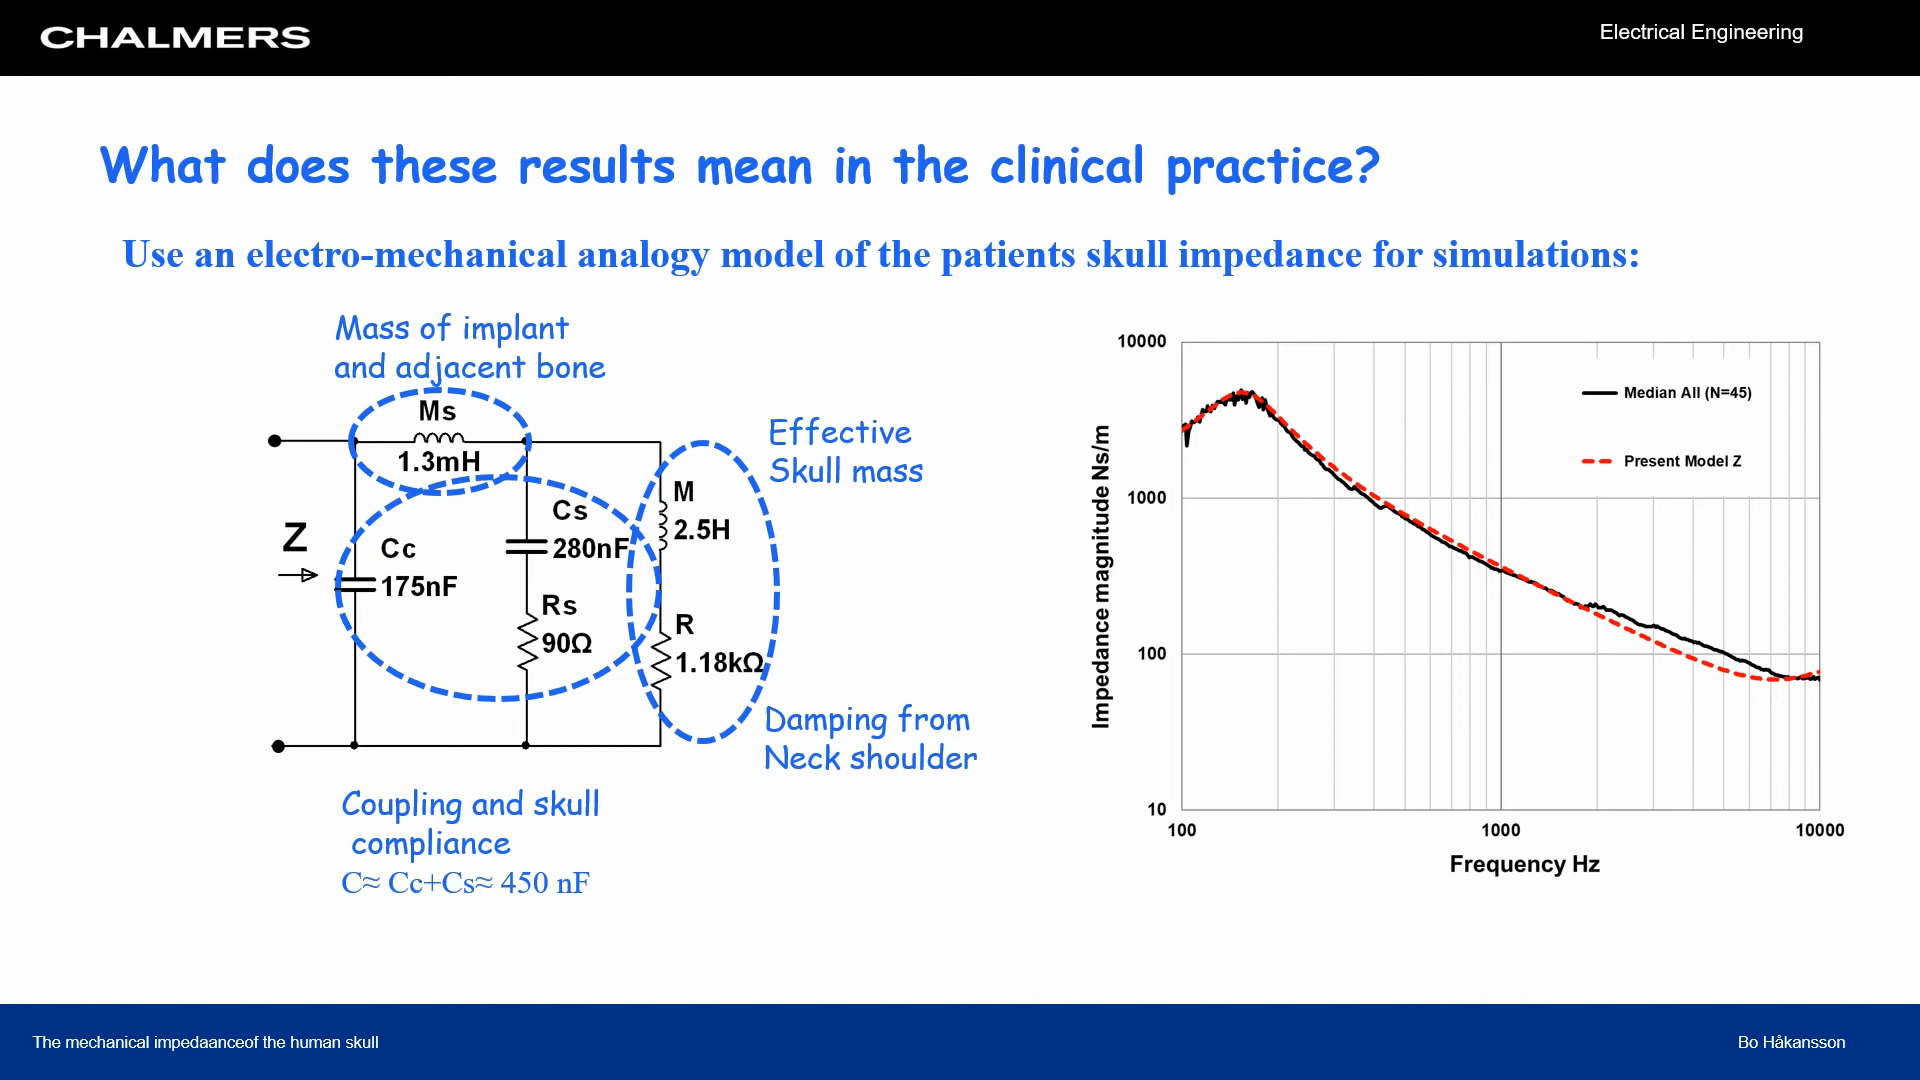 CHALMERS
Electrical Engineering
What does these results mean in the clinical practice?
Use an electro-mechanical analogy model of the patients skull impedance for simulations:
Mass of implant
and adjacent bone
Ms
1.3mH
Effective
Skull mass
M
2.5H
Cs
280nF
Z
Cc
175nF
Rs
90Ω
R
1.18kΩ
Damping from
Neck shoulder
Coupling and skull
compliance
C≈ Cc+Cs≈ 450 nF
Impedance magnitude Ns/m
10000
1000
100
10
Median All (N=45)
Present Model Z
100
1000
10000
Frequency Hz
The mechanical impedaanceof the human skull
Bo Håkansson